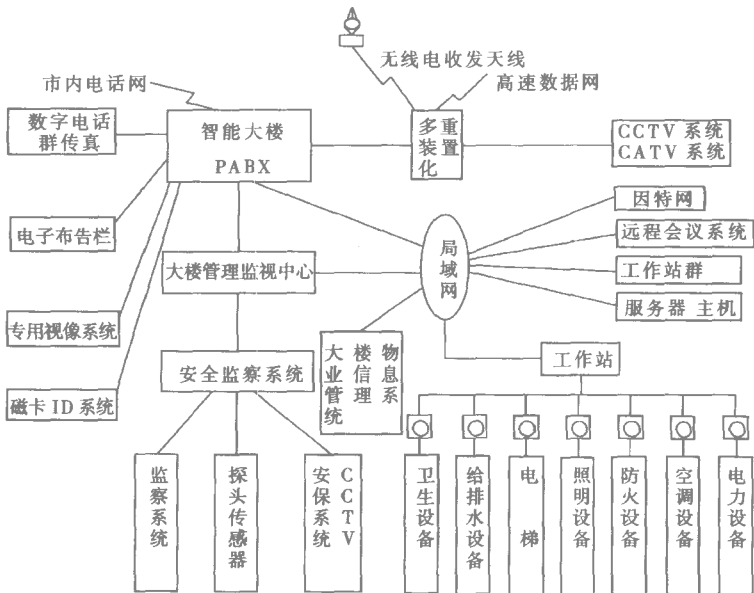 无线电收发天线
市内电话网
高速数据网
数字电话
群传真
智能大楼
PABX
多重
装置
化
CCTV 系统
CATV 系统
因特网
电子布告栏
远程会议系统
局域网
大楼管理监视中心
工作站群
服务器 主机
专用视像系统
大楼物
业信息
管理系
统
安全监察系统
工作站
磁卡 ID 系统
监察系统
探头传感器
安保系统
CCTV
卫生设备
给排水设备
电梯
照明设备
防火设备
空调设备
电力设备